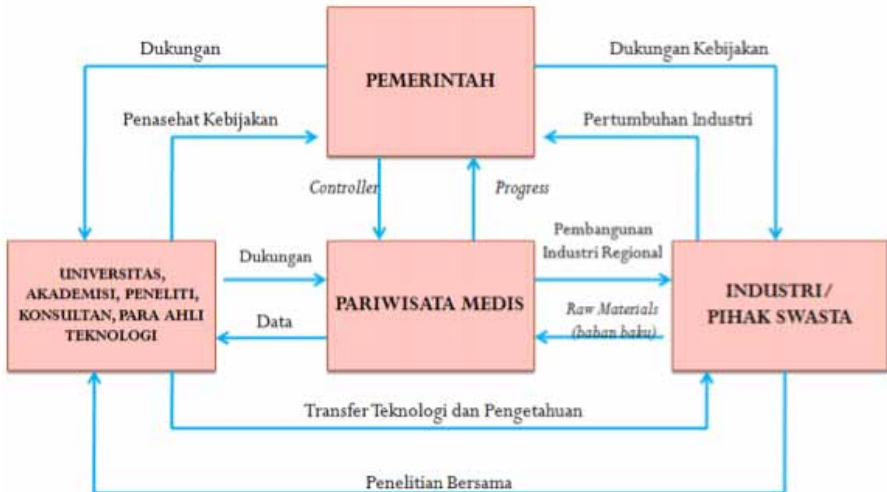 Dukungan
PEMERINTAH
Dukungan Kebijakan
Penasehat Kebijakan
Pertumbuhan Industri
Controller
Progress
UNIVERSITAS,
AKADEMISI, PENELITI,
KONSULTAN, PARA AHLI
TEKNOLOGI
Dukungan
Data
PARIWISATA MEDIS
Pembangunan
Industri Regional
Raw Materials
(bahan baku)
INDUSTRI/
PIHAK SWASTA
Transfer Teknologi dan Pengetahuan
Penelitian Bersama